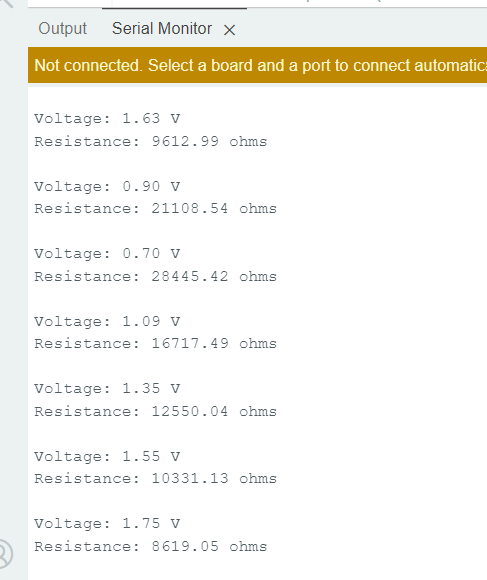 Output Serial Monitor
Not connected. Select a board and a port to connect
Voltage: 1.63 V
Resistance: 9612.99 ohms
Voltage: 0.90 V
Resistance: 21108.54 ohms
Voltage: 0.70 V
Resistance: 28445.42 ohms
Voltage: 1.09 V
Resistance: 16717.49 ohms
Voltage: 1.35 V
Resistance: 12550.04 ohms
Voltage: 1.55 V
Resistance: 10331.13 ohms
Voltage: 1.75 V
Resistance: 8619.05 ohms